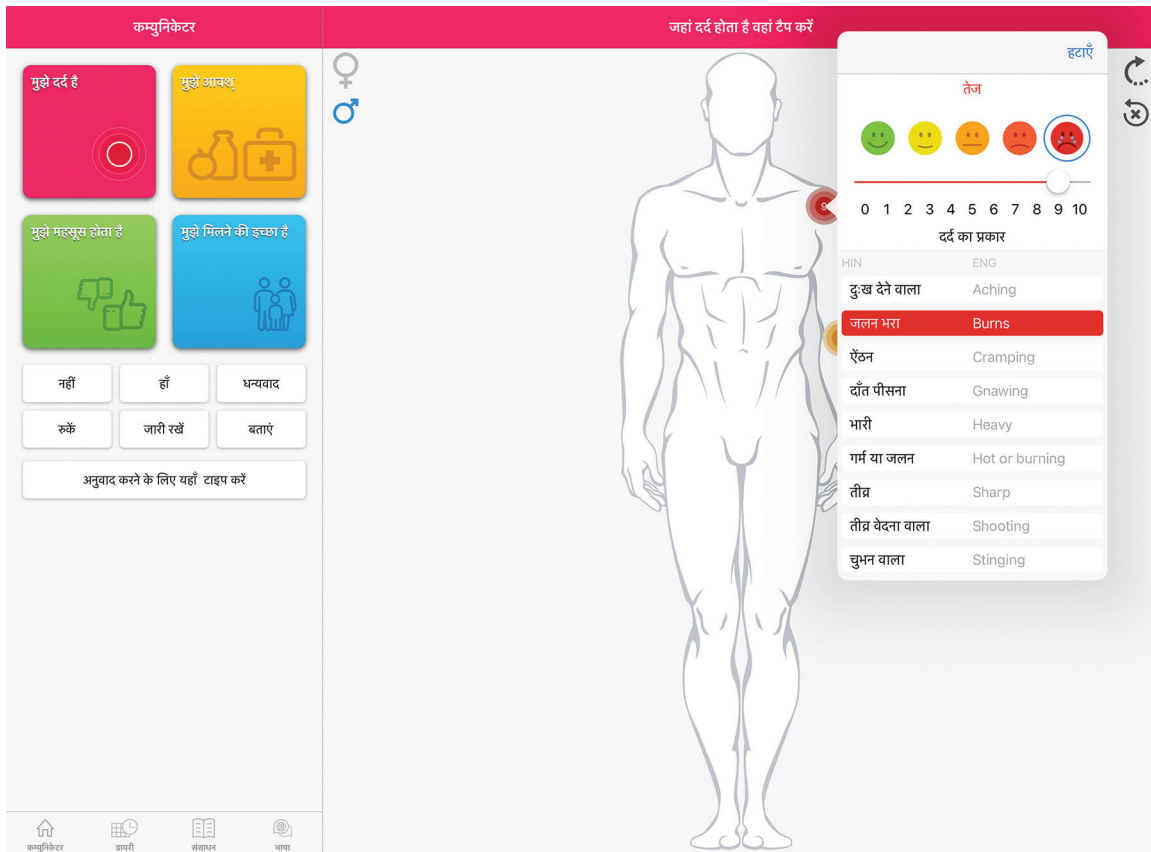 कम्युनिकेटर
मुझे दर्द है
मुझे आवश्
मुझे महसूस होता है
मुझे मिलने की इच्छा है
नहीं
हाँ
धन्यवाद
रुकें
जारी रखें
बताएं
अनुवाद करने के लिए यहाँ टाइप करें
कम्युनिकेटर
डायरी
संसाधन
भाषा
जहां दर्द होता है वहां टैप करें
9
हटाएँ
तेज
0 1 2 3 4 5 6 7 8 9 10
दर्द का प्रकार
HIN ENG
दुःख देने वाला Aching
जलन भरा Burns
ऐंठन Cramping
दाँत पीसना Gnawing
भारी Heavy
गर्म या जलन Hot or burning
तीव्र Sharp
तीव्र वेदना वाला Shooting
चुभन वाला Stinging